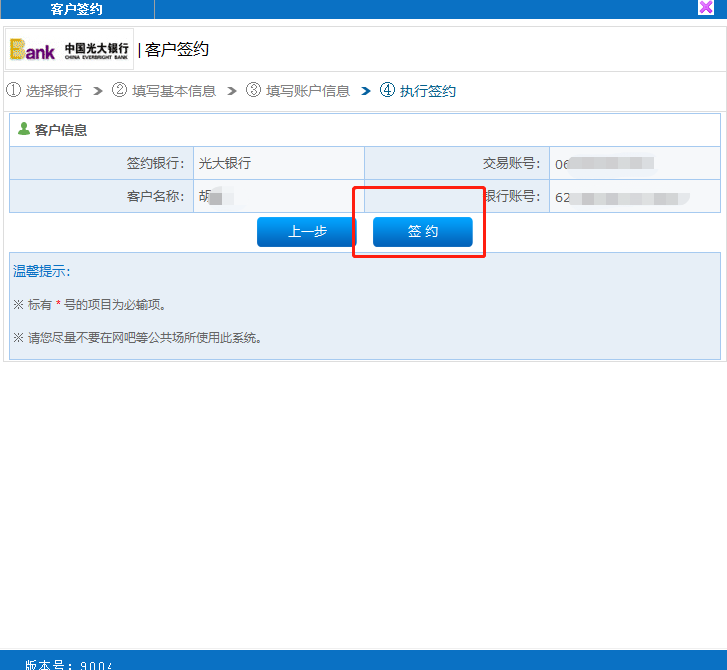 客户签约
Bank 中国光大银行 | 客户签约
CHINA EVERBRIGHT BANK
① 选择银行 > ② 填写基本信息 > ③ 填写账户信息 > ④ 执行签约
客户信息
签约银行: 光大银行 交易账号: 06
客户名称: 胡 银行账号: 62
上一步 签 约
温馨提示:
※ 标有 * 号的项目为必输项。
※ 请您尽量不要在网吧等公共场所使用此系统。
版本号: 9004